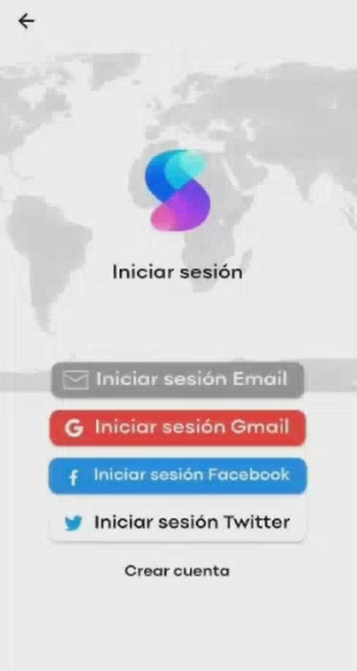 Iniciar sesión
Iniciar sesión Email
Iniciar sesión Gmail
Iniciar sesión Facebook
Iniciar sesión Twitter
Crear cuenta